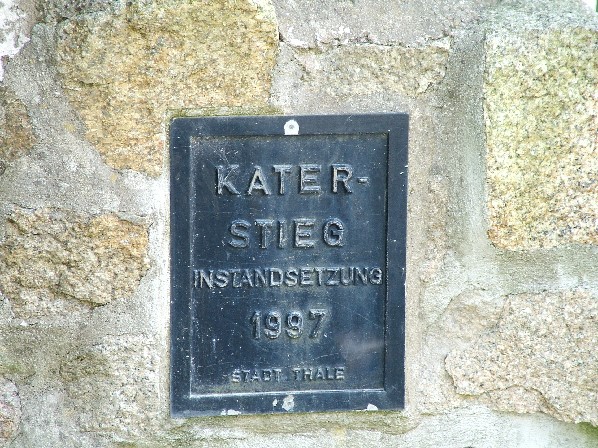 KATER-
STIEG
INSTANDSETZUNG
1997
STADT THALE